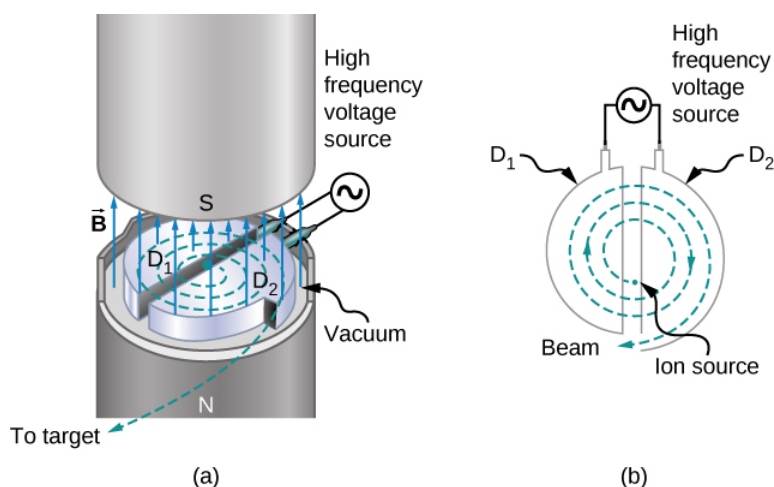 High
frequency
voltage
source
S
B
D1
D2
Vacuum
N
To target
(a)
High
frequency
voltage
source
D1
D2
Beam
Ion source
(b)